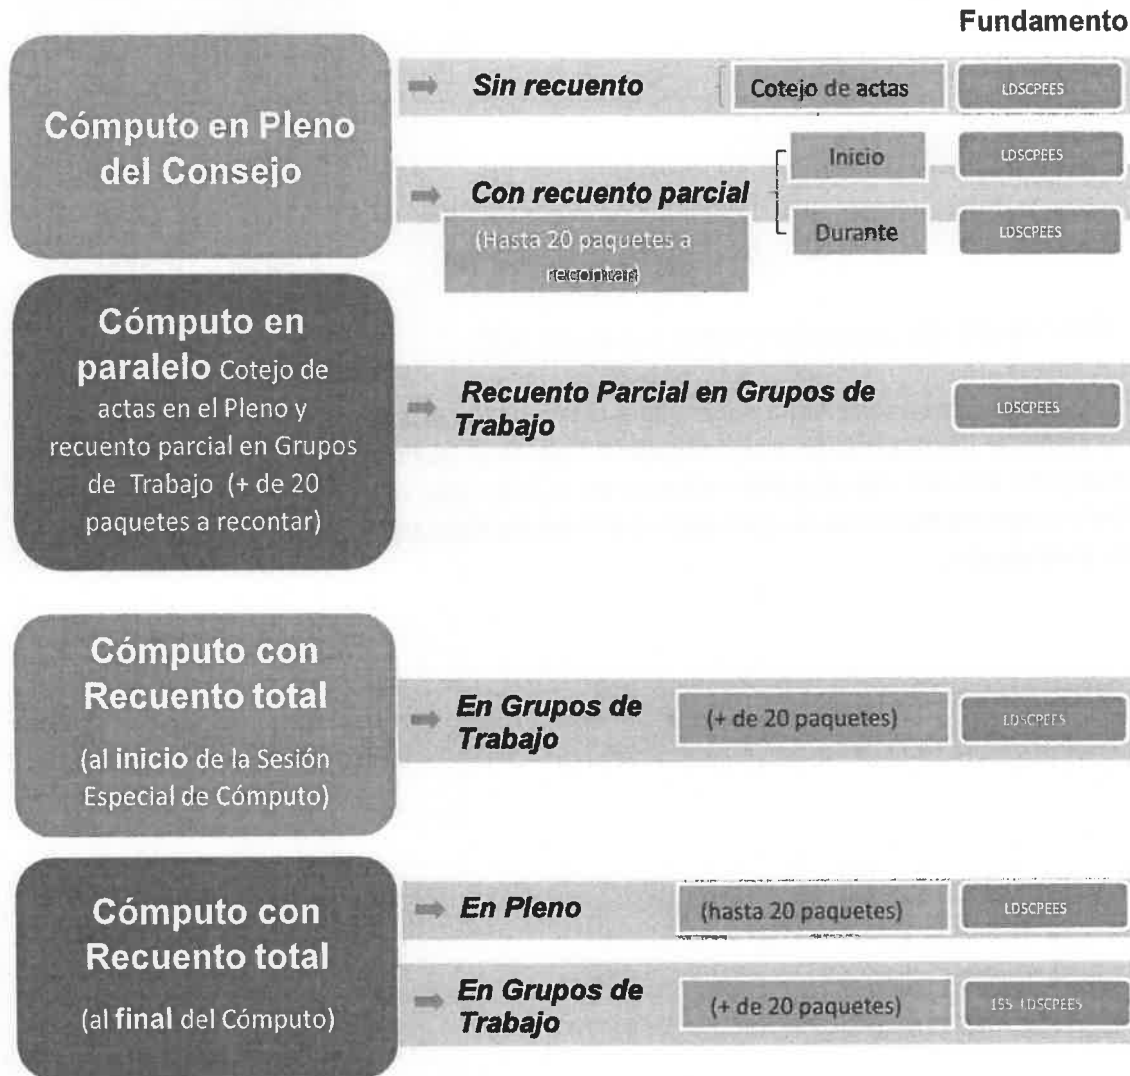 Fundamento
Cómputo en Pleno
del Consejo
Sin recuento
Cotejo de actas
LDSCPEES
Con recuento parcial
(Hasta 20 paquetes a
recontar)
Inicio
LDSCPEES
Durante
LDSCPEES
Cómputo en
paralelo Cotejo de
actas en el Pleno y
recuento parcial en Grupos
de Trabajo (+ de 20
paquetes a recontar)
Recuento Parcial en Grupos de
Trabajo
LDSCPEES
Cómputo con
Recuento total
(al inicio de la Sesión
Especial de Cómputo)
En Grupos de
Trabajo
(+ de 20 paquetes)
LDSCPEES
Cómputo con
Recuento total
(al final del Cómputo)
En Pleno
(hasta 20 paquetes)
LDSCPEES
En Grupos de
Trabajo
(+ de 20 paquetes)
LDSCPEES